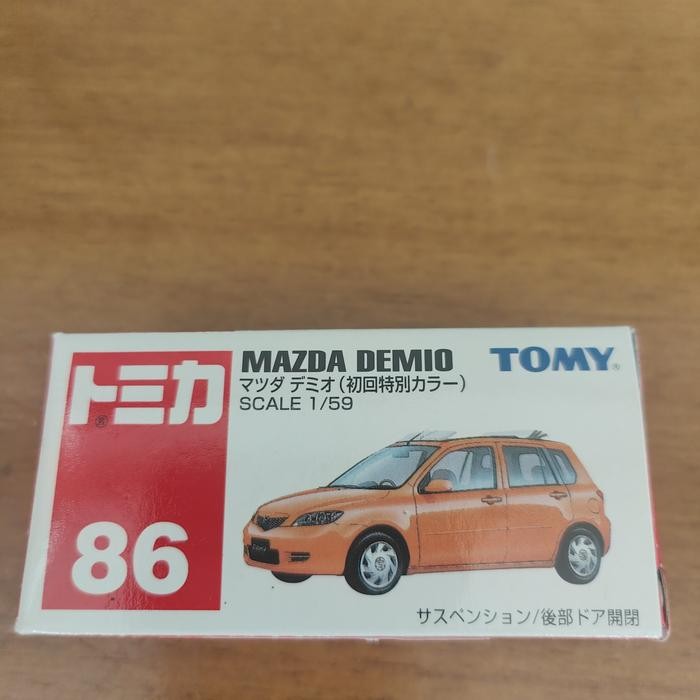 トミカ
86
MAZDA DEMIO
マツダ デミオ(初回特別カラー)
SCALE 1/59
TOMY®
サスペンション/後部ドア開閉